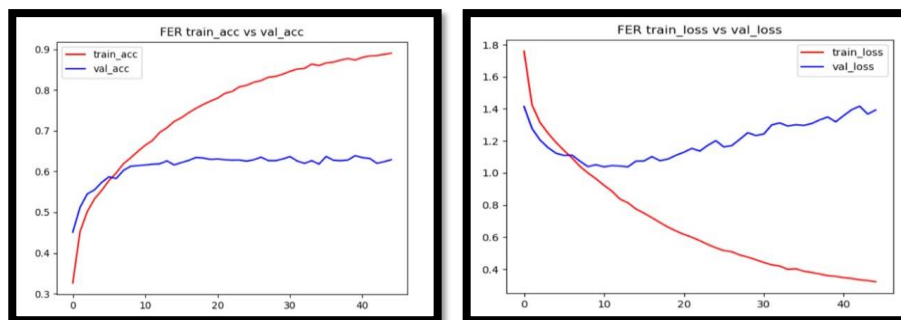 FER train_acc vs val_acc
train_acc
val_acc
0.9
0.8
0.7
0.6
0.5
0.4
0.3
0 10 20 30 40
FER train_loss vs val_loss
train_loss
val_loss
1.8
1.6
1.4
1.2
1.0
0.8
0.6
0.4
0 10 20 30 40